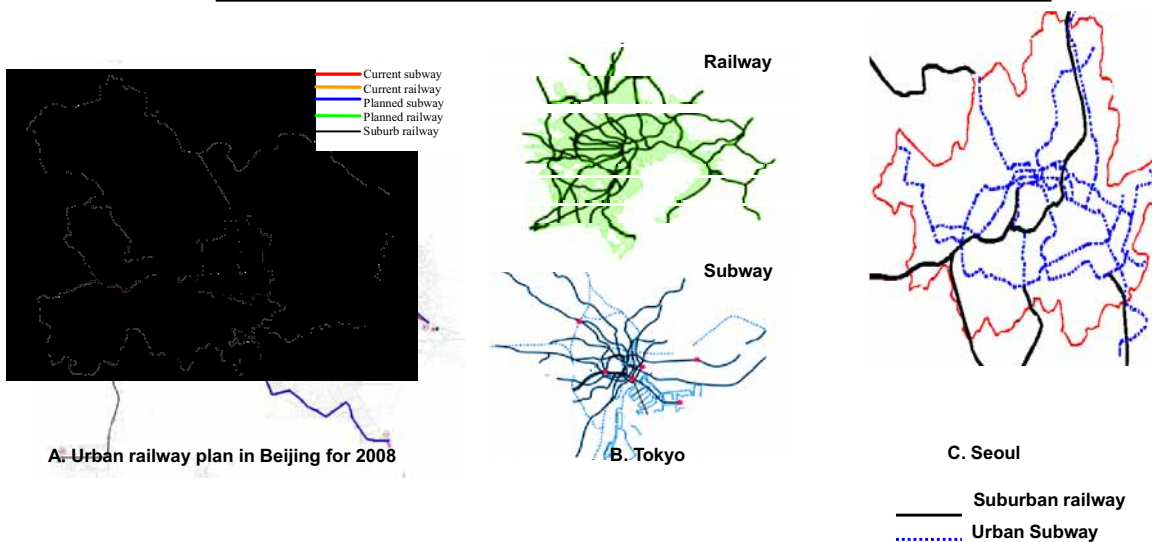 Current subway
Current railway
Planned subway
Planned railway
Suburb railway
Railway
Subway
A. Urban railway plan in Beijing for 2008
B. Tokyo
C. Seoul
Suburban railway
Urban Subway